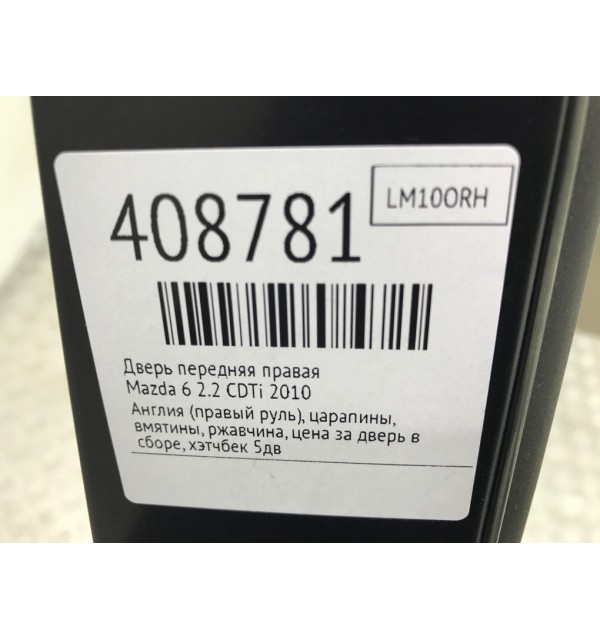 408781
LM10ORH
Дверь передняя правая
Mazda 6 2.2 CDTi 2010
Англия (правый руль), царапины,
вмятины, ржавчина, цена за дверь в
сборе, хэтчбек 5дв